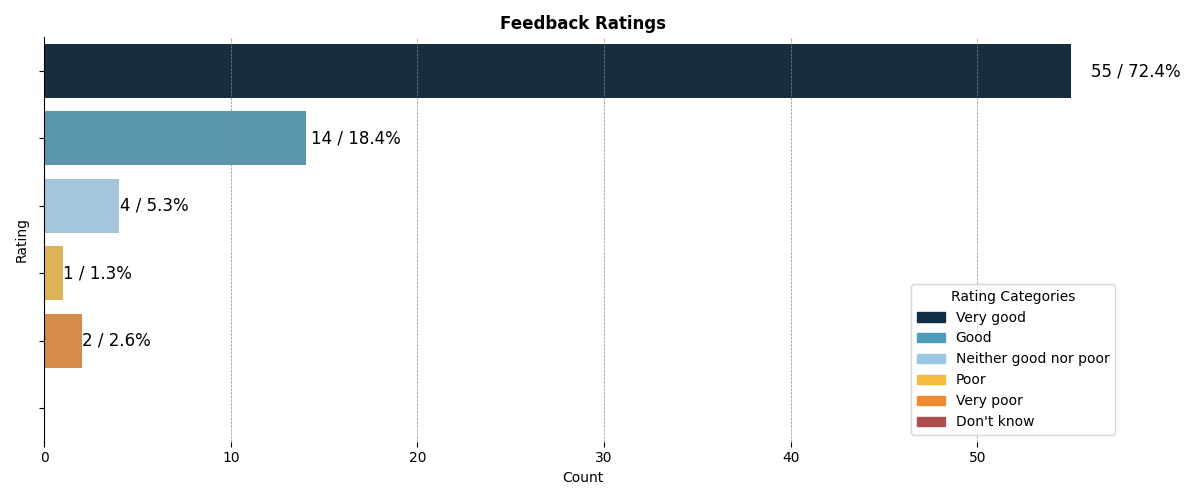 Feedback Ratings
55 / 72.4%
14 / 18.4%
4 / 5.3%
1 / 1.3%
2 / 2.6%
Rating
Rating Categories
Very good
Good
Neither good nor poor
Poor
Very poor
Don't know
0 10 20 30 40 50
Count